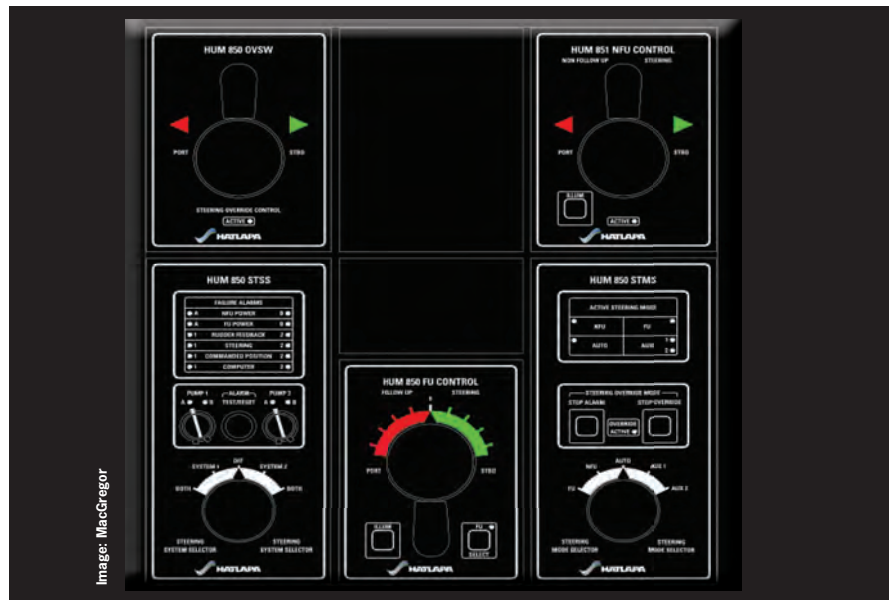 HUM 850 OVSW
PORT
STBG
STEERING OVERRIDE CONTROL
ACTIVE
HATLAPA
HUM 851 NFU CONTROL
NON FOLLOW UP STEERING
PORT
STBG
ILLUM
ACTIVE
HATLAPA
HUM 850 STSS
FAILURE ALARMS
A NFU POWER B
A FU POWER B
1 RUDDER FEEDBACK 2
1 STEERING 2
1 COMMANDED POSITION 2
1 COMPUTER 2
PUMP 1 ALARM PUMP 2
A B TEST/RESET A B
OFF
SYSTEM 1 SYSTEM 2
BOTH BOTH
STEERING STEERING
SYSTEM SELECTOR SYSTEM SELECTOR
HATLAPA
HUM 850 FU CONTROL
FOLLOW UP STEERING
PORT
STBG
ILLUM
FU
SELECT
HATLAPA
HUM 850 STMS
ACTIVE STEERING MODE
NFU FU
AUTO AUX 1
2
STEERING OVERRIDE MODE
STOP ALARM STOP OVERRIDE
OVERRIDE
ACTIVE
AUTO
NFU AUX 1
FU AUX 2
STEERING STEERING
MODE SELECTOR MODE SELECTOR
HATLAPA
Image: MacGregor